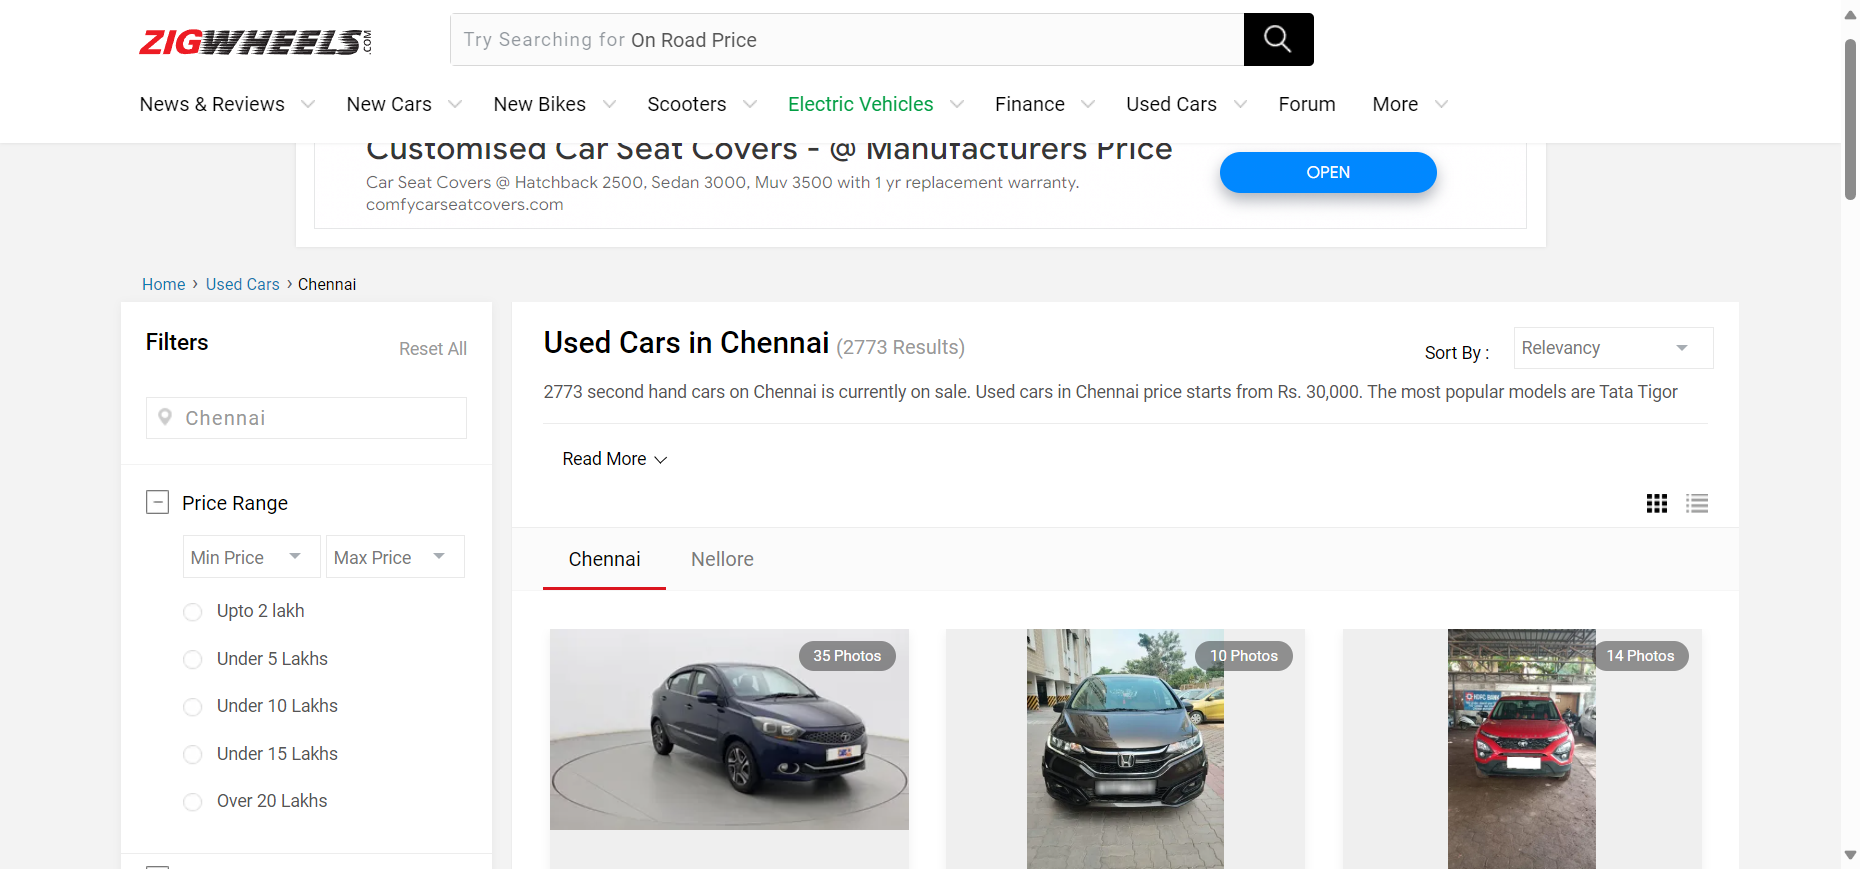 ZIGWHEELS.COM
Try Searching for On Road Price
News & Reviews New Cars New Bikes Scooters Electric Vehicles Finance Used Cars Forum More
Customised Car Seat Covers - @ Manufacturers Price
Car Seat Covers @ Hatchback 2500, Sedan 3000, Muv 3500 with 1 yr replacement warranty.
comfycarseatcovers.com
OPEN
Home › Used Cars › Chennai
Filters
Reset All
Chennai
Price Range
Min Price Max Price
Upto 2 lakh
Under 5 Lakhs
Under 10 Lakhs
Under 15 Lakhs
Over 20 Lakhs
Used Cars in Chennai (2773 Results)
Sort By : Relevancy
2773 second hand cars on Chennai is currently on sale. Used cars in Chennai price starts from Rs. 30,000. The most popular models are Tata Tigor
Read More
Chennai Nellore
35 Photos
10 Photos
14 Photos
HDFC BANK